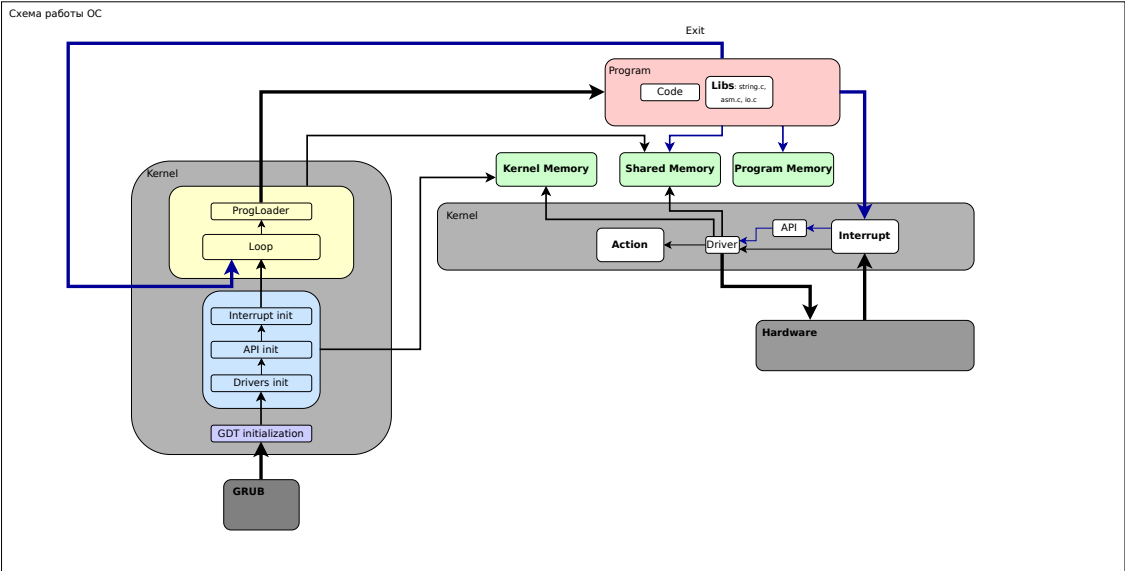 Схема работы ОС
Exit
Program
Code
Libs: string.c,
asm.c, io.c
Kernel Memory
Shared Memory
Program Memory
Kernel
ProgLoader
Loop
Interrupt init
API init
Drivers init
GDT initialization
GRUB
Kernel
Action
Driver
API
Interrupt
Hardware